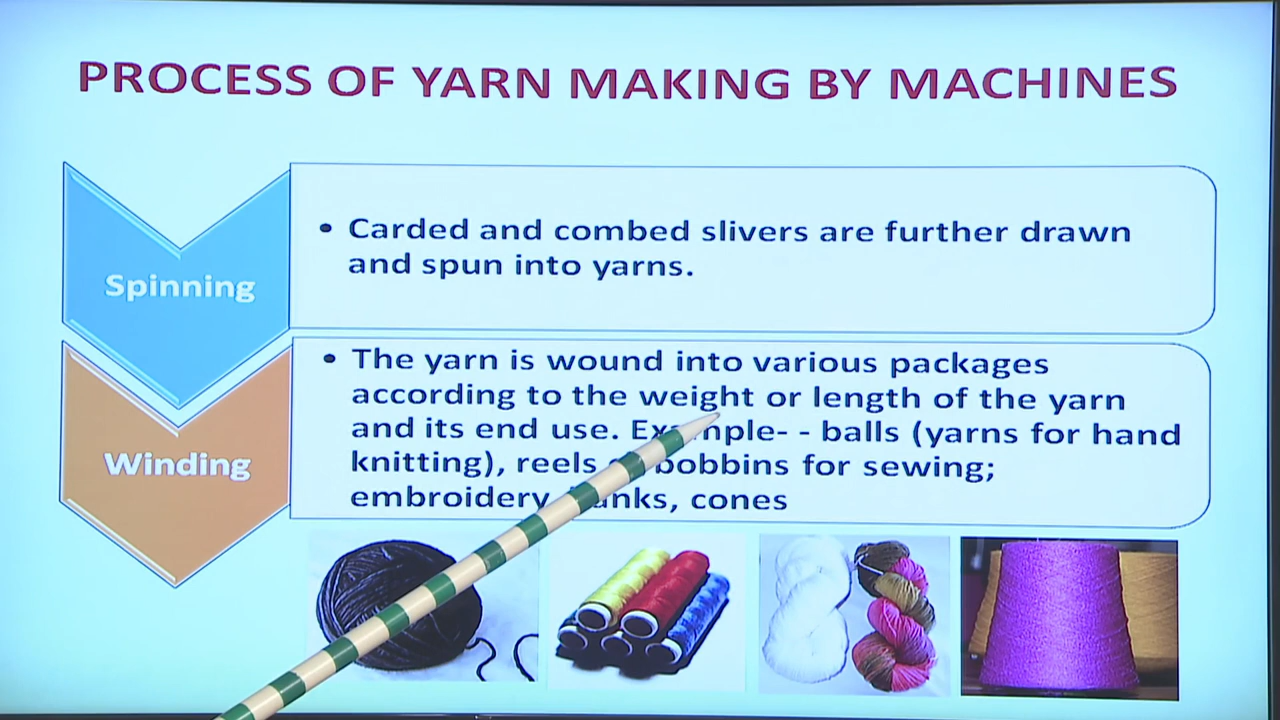 PROCESS OF YARN MAKING BY MACHINES
Spinning
• Carded and combed slivers are further drawn
and spun into yarns.
Winding
• The yarn is wound into various packages
according to the weight or length of the yarn
and its end use. Example- - balls (yarns for hand
knitting), reels bobbins for sewing;
embroidery hanks, cones